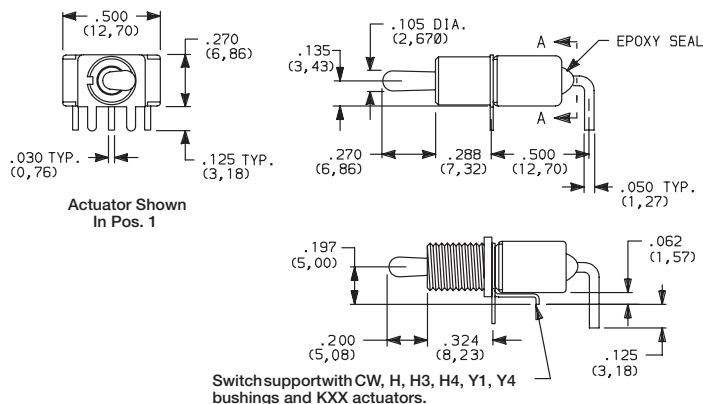 .500
(12,70)
.270
(6,86)
.030 TYP.
(0,76)
.125 TYP.
(3,18)
Actuator Shown
In Pos. 1
.105 DIA.
(2,67Ø)
.135
(3,43)
A
EPOXY SEAL
A
.270
(6,86)
.288
(7,32)
.500
(12,70)
.050 TYP.
(1,27)
.197
(5,00)
.062
(1,57)
.200
(5,08)
.324
(8,23)
.125
(3,18)
Switch support with CW, H, H3, H4, Y1, Y4
bushings and KXX actuators.